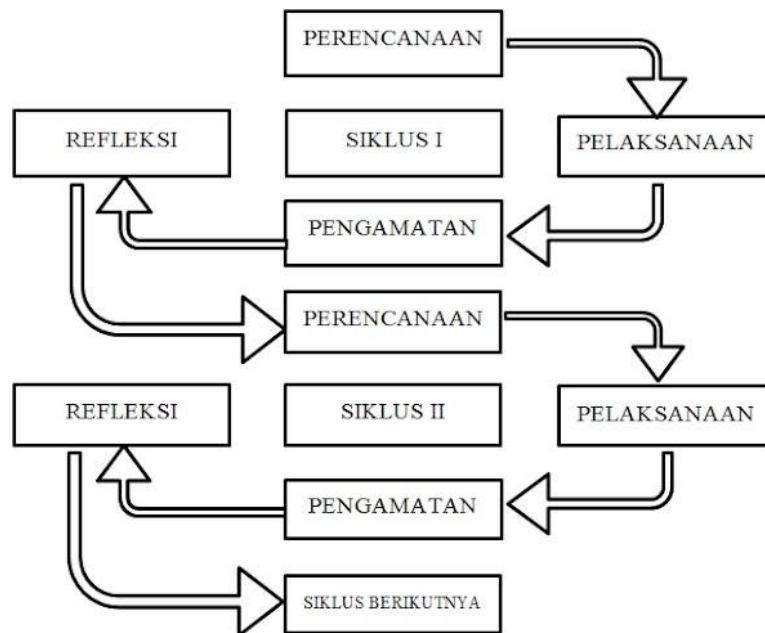 PERENCANAAN
REFLEKSI
SIKLUS I
PELAKSANAAN
PENGAMATAN
PERENCANAAN
REFLEKSI
SIKLUS II
PELAKSANAAN
PENGAMATAN
SIKLUS BERIKUTNYA